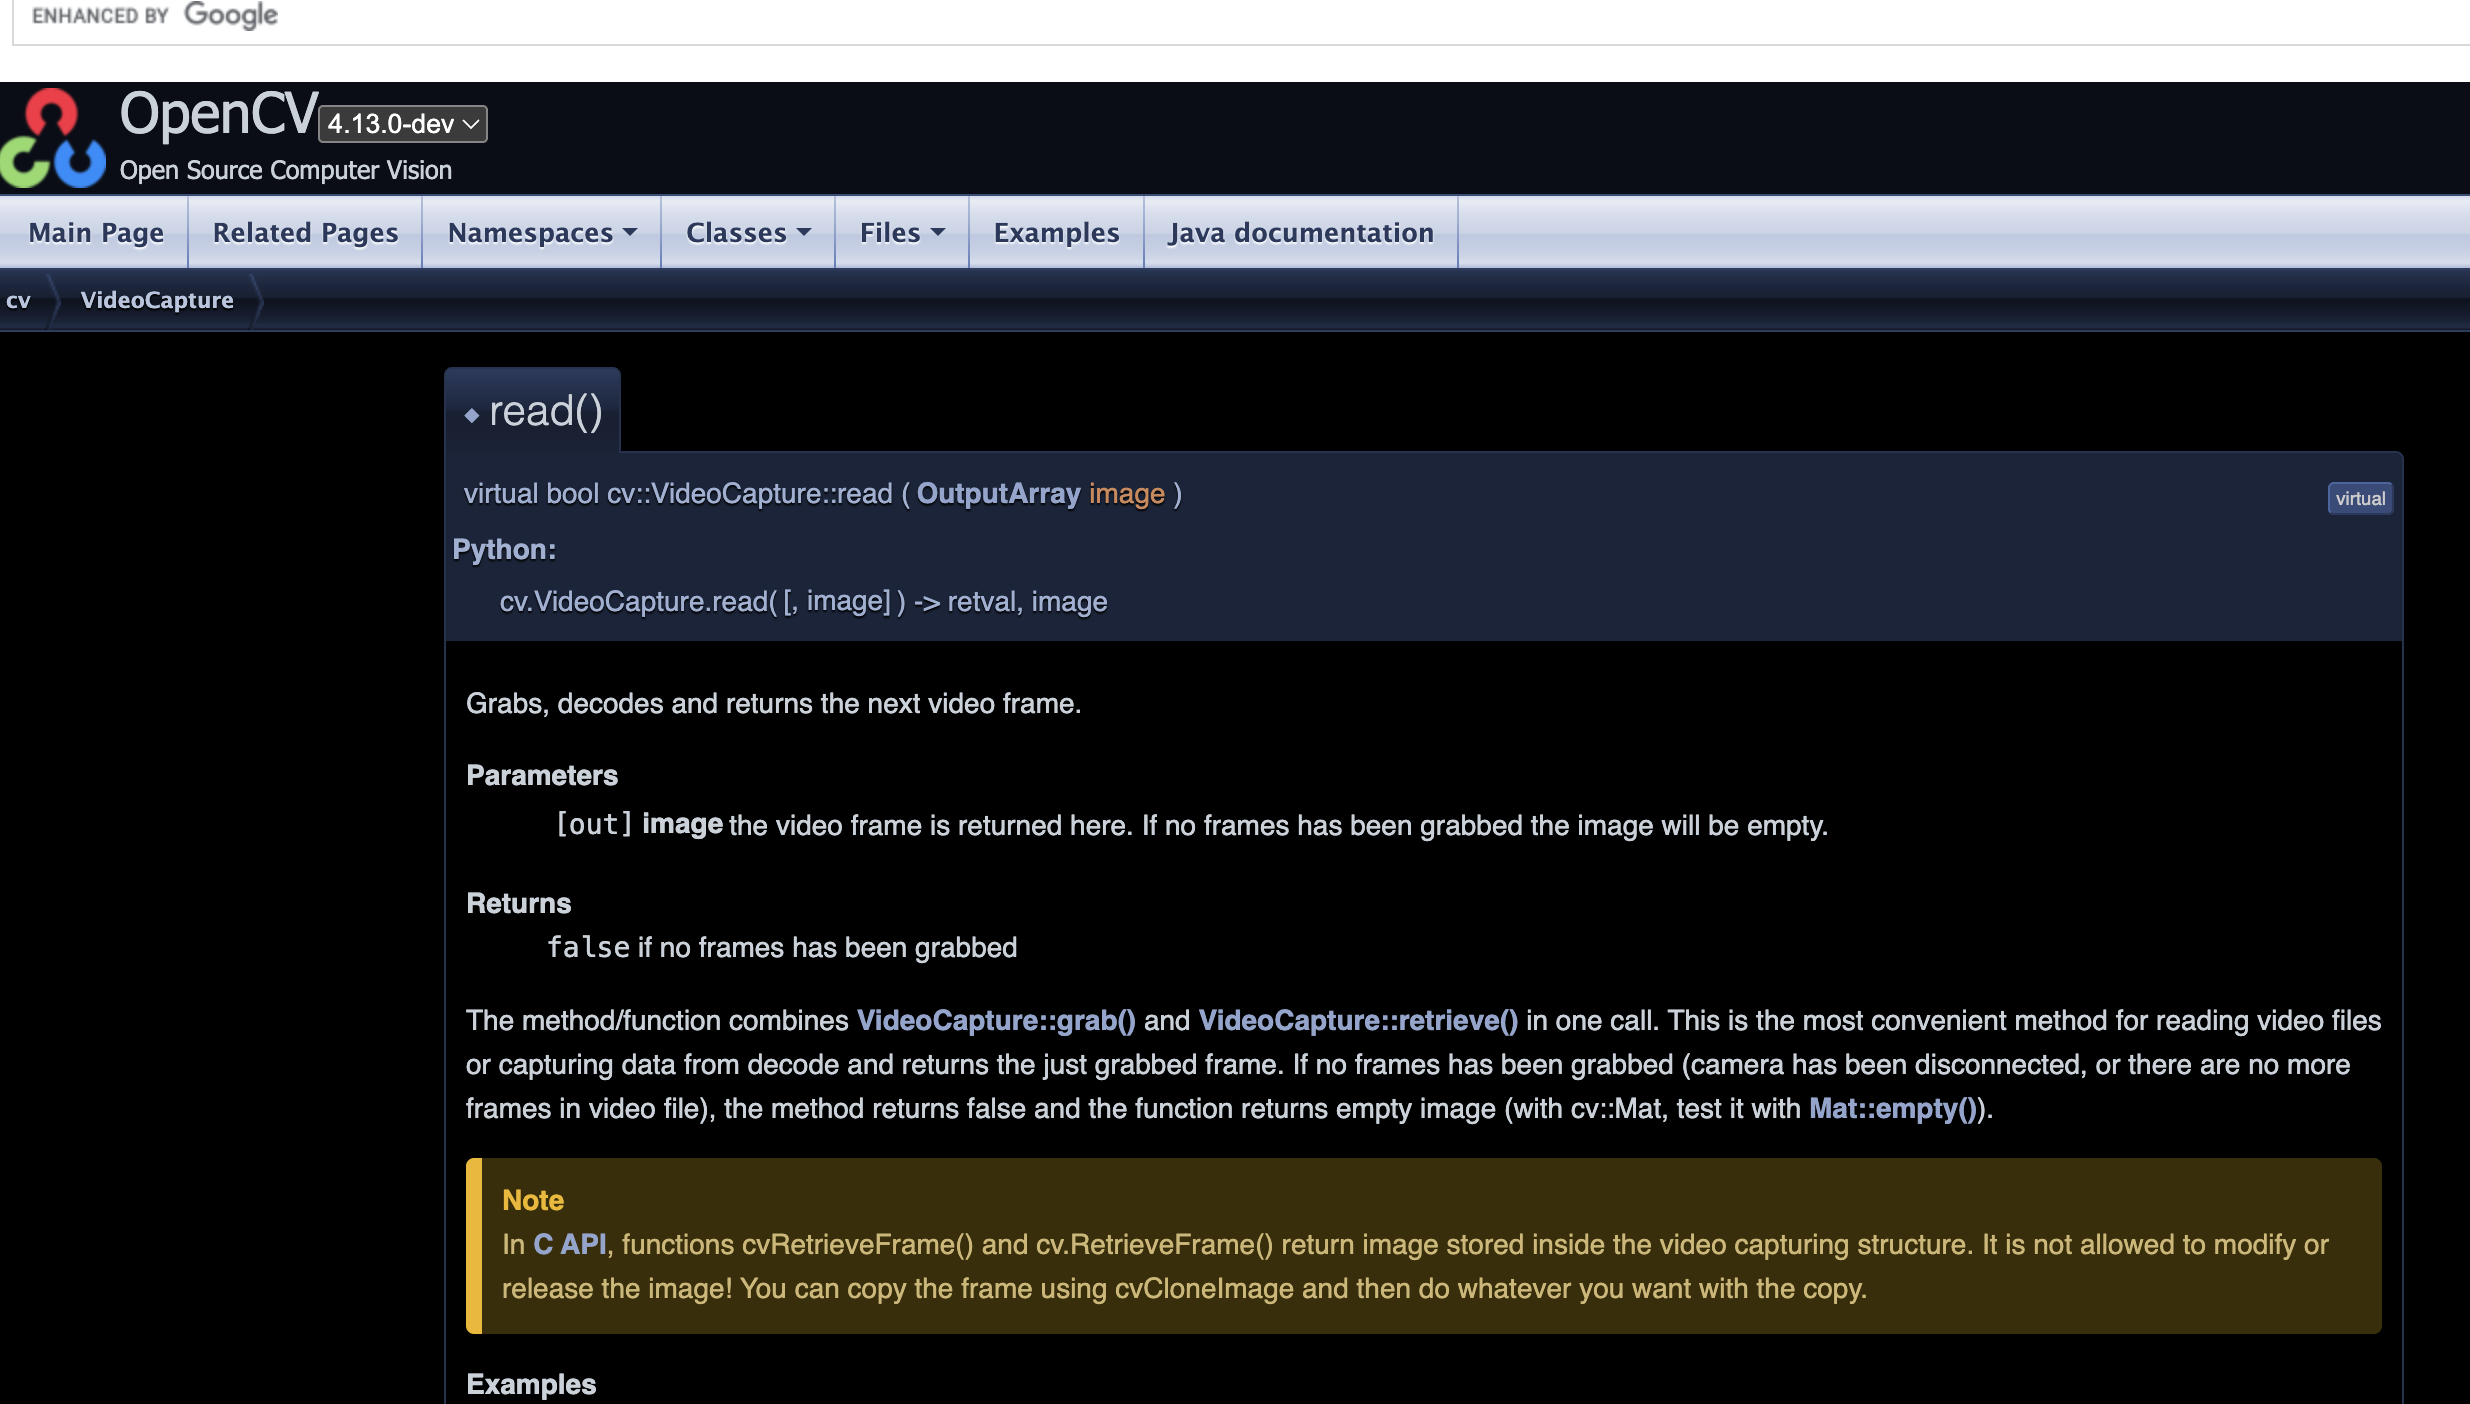 ENHANCED BY Google
OpenCV 4.13.0-dev
Open Source Computer Vision
Main Page Related Pages Namespaces Classes Files Examples Java documentation
cv VideoCapture
read()
virtual bool cv::VideoCapture::read ( OutputArray image ) virtual
Python:
cv.VideoCapture.read( [, image] ) -> retval, image
Grabs, decodes and returns the next video frame.
Parameters
[out] image the video frame is returned here. If no frames has been grabbed the image will be empty.
Returns
false if no frames has been grabbed
The method/function combines VideoCapture::grab() and VideoCapture::retrieve() in one call. This is the most convenient method for reading video files
or capturing data from decode and returns the just grabbed frame. If no frames has been grabbed (camera has been disconnected, or there are no more
frames in video file), the method returns false and the function returns empty image (with cv::Mat, test it with Mat::empty()).
Note
In C API, functions cvRetrieveFrame() and cv.RetrieveFrame() return image stored inside the video capturing structure. It is not allowed to modify or
release the image! You can copy the frame using cvCloneImage and then do whatever you want with the copy.
Examples